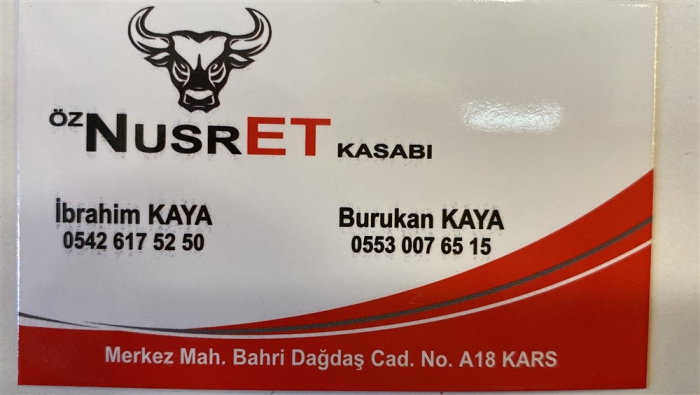 ÖZ NUSRET KASABI
İbrahim KAYA
0542 617 52 50
Burukan KAYA
0553 007 65 15
Merkez Mah. Bahri Dağdaş Cad. No. A18 KARS